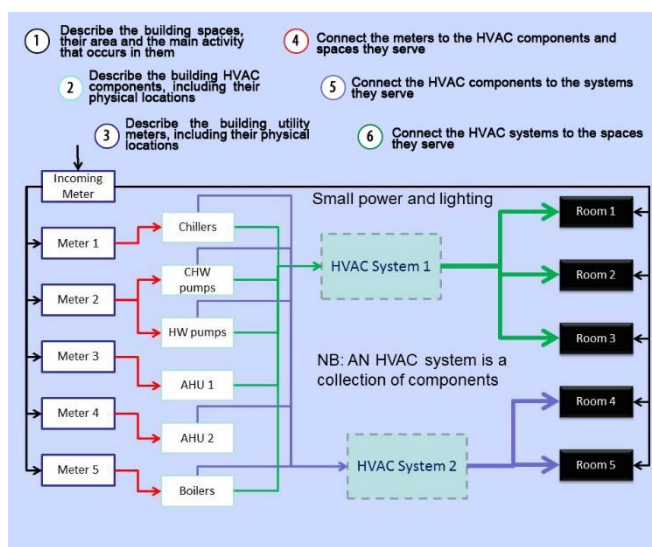 1 Describe the building spaces,
their area and the main activity
that occurs in them
2 Describe the building HVAC
components, including their
physical locations
3 Describe the building utility
meters, including their physical
locations
4 Connect the meters to the HVAC components and
spaces they serve
5 Connect the HVAC components to the systems
they serve
6 Connect the HVAC systems to the spaces
they serve
Incoming
Meter
Meter 1
Meter 2
Meter 3
Meter 4
Meter 5
Chillers
CHW
pumps
HW pumps
AHU 1
AHU 2
Boilers
Small power and lighting
HVAC System 1
NB: AN HVAC system is a
collection of components
HVAC System 2
Room 1
Room 2
Room 3
Room 4
Room 5